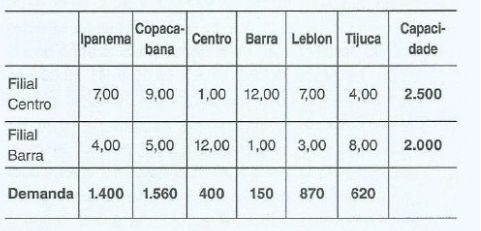 Ipanema Copaca-bana Centro Barra Leblon Tijuca Capaci-dade
Filial Centro 7,00 9,00 1,00 12,00 7,00 4,00 2.500
Filial Barra 4,00 5,00 12,00 1,00 3,00 8,00 2.000
Demanda 1.400 1.560 400 150 870 620